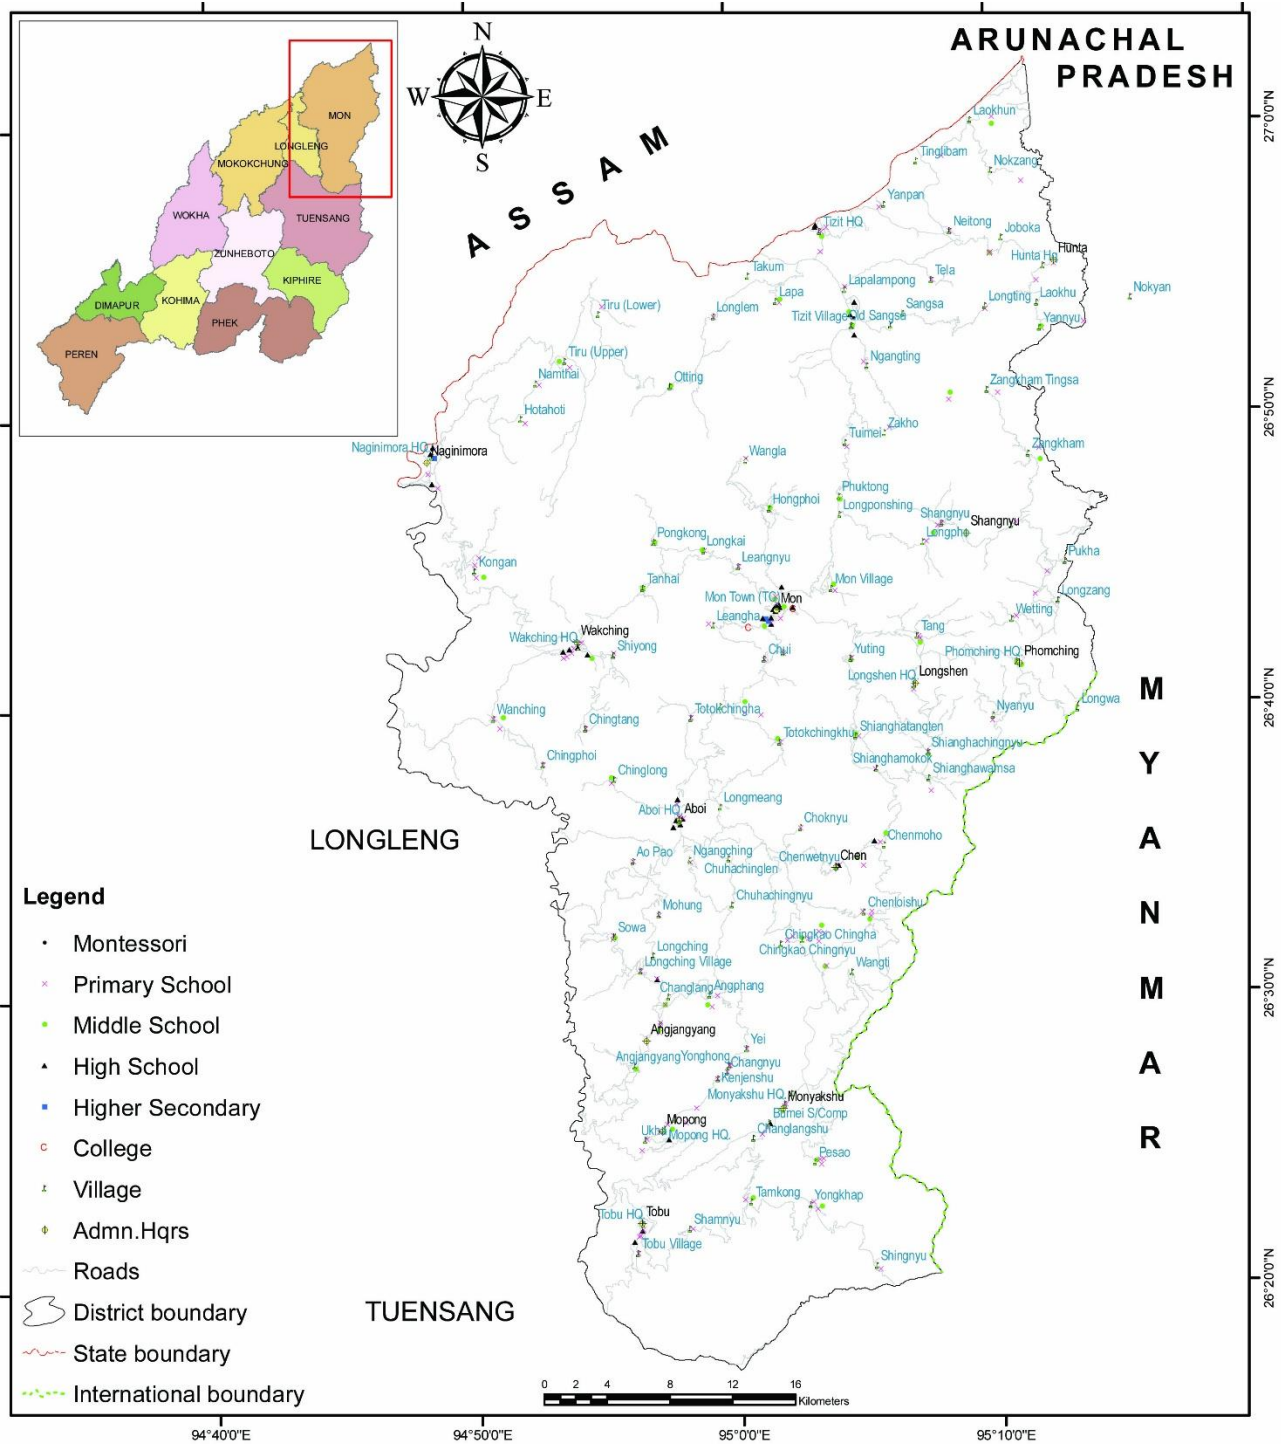 ARUNACHAL
PRADESH
N
W
E
S
ASSAM
MON
LONGLENG
MOKOKCHUNG
WOKHA
TUENSANG
ZUNHEBOTO
KIPHIRE
DIMAPUR
KOHIMA
PHEK
PEREN
27°0'0"N
26°50'0"N
26°40'0"N
26°30'0"N
26°20'0"N
Laokhun
Tinglibam
Nokzang
Yanpan
Tizit HQ
Neitong
Joboka
Hunta Hq
Hunta
Takum
Lapalampong
Tela
Nokyan
Tiru (Lower)
Longlem
Lapa
Sangsa
Longting
Laokhu
Tizit Village
Old Sangsa
Yannyu
Tiru (Upper)
Ngangting
Namthai
Otting
Zangkham Tingsa
Hotahoti
Tuimei
Zakho
Zangkham
Naginimora HQ
Naginimora
Wangla
Phuktong
Hongphoi
Longponshing
Shangnyu
Shangnyu
Longpho
Pongkong
Longkai
Leangnyu
Pukha
Kongan
Tanhai
Mon Village
Longzang
Mon Town (TC)
Mon
Leangha
Wetting
Wakching
Wakching HQ
Shiyong
Tang
Chui
Yuting
Phomching HQ
Phomching
Longshen HQ
Longshen
Longwa
Wanching
Totokchingha
Nyanyu
Chingtang
Totokchingkhu
Shianghatangten
Shianghachingnyu
Chingphoi
Shianghamokok
Shianghawamsa
Chinglong
Aboi HQ
Aboi
Longmeang
Choknyu
Chenmoho
LONGLENG
Ao Pao
Ngangching
Chenwetnyu
Chen
Chuhachinglen
Chuhachingnyu
Chenloishu
Mohung
Sowa
Chingkao Chingha
Longching
Chingkao Chingnyu
Longching Village
Wangti
Changlang
Angphang
Angjangyang
Yei
Angjangyang
Yonghong
Changnyu
Kenjenshu
Monyakshu HQ
Monyakshu
Bumei S/Comp
Mopong
Ukha
Mopong HQ
Changlangshu
Pesao
Tamkong
Yongkhap
Tobu HQ
Tobu
Shamnyu
Tobu Village
Shingnyu
TUENSANG
MYANMAR
Legend
Montessori
Primary School
Middle School
High School
Higher Secondary
C College
Village
Admn.Hqrs
Roads
District boundary
State boundary
International boundary
0 2 4 8 12 16
Kilometers
94°40'0"E 94°50'0"E 95°0'0"E 95°10'0"E